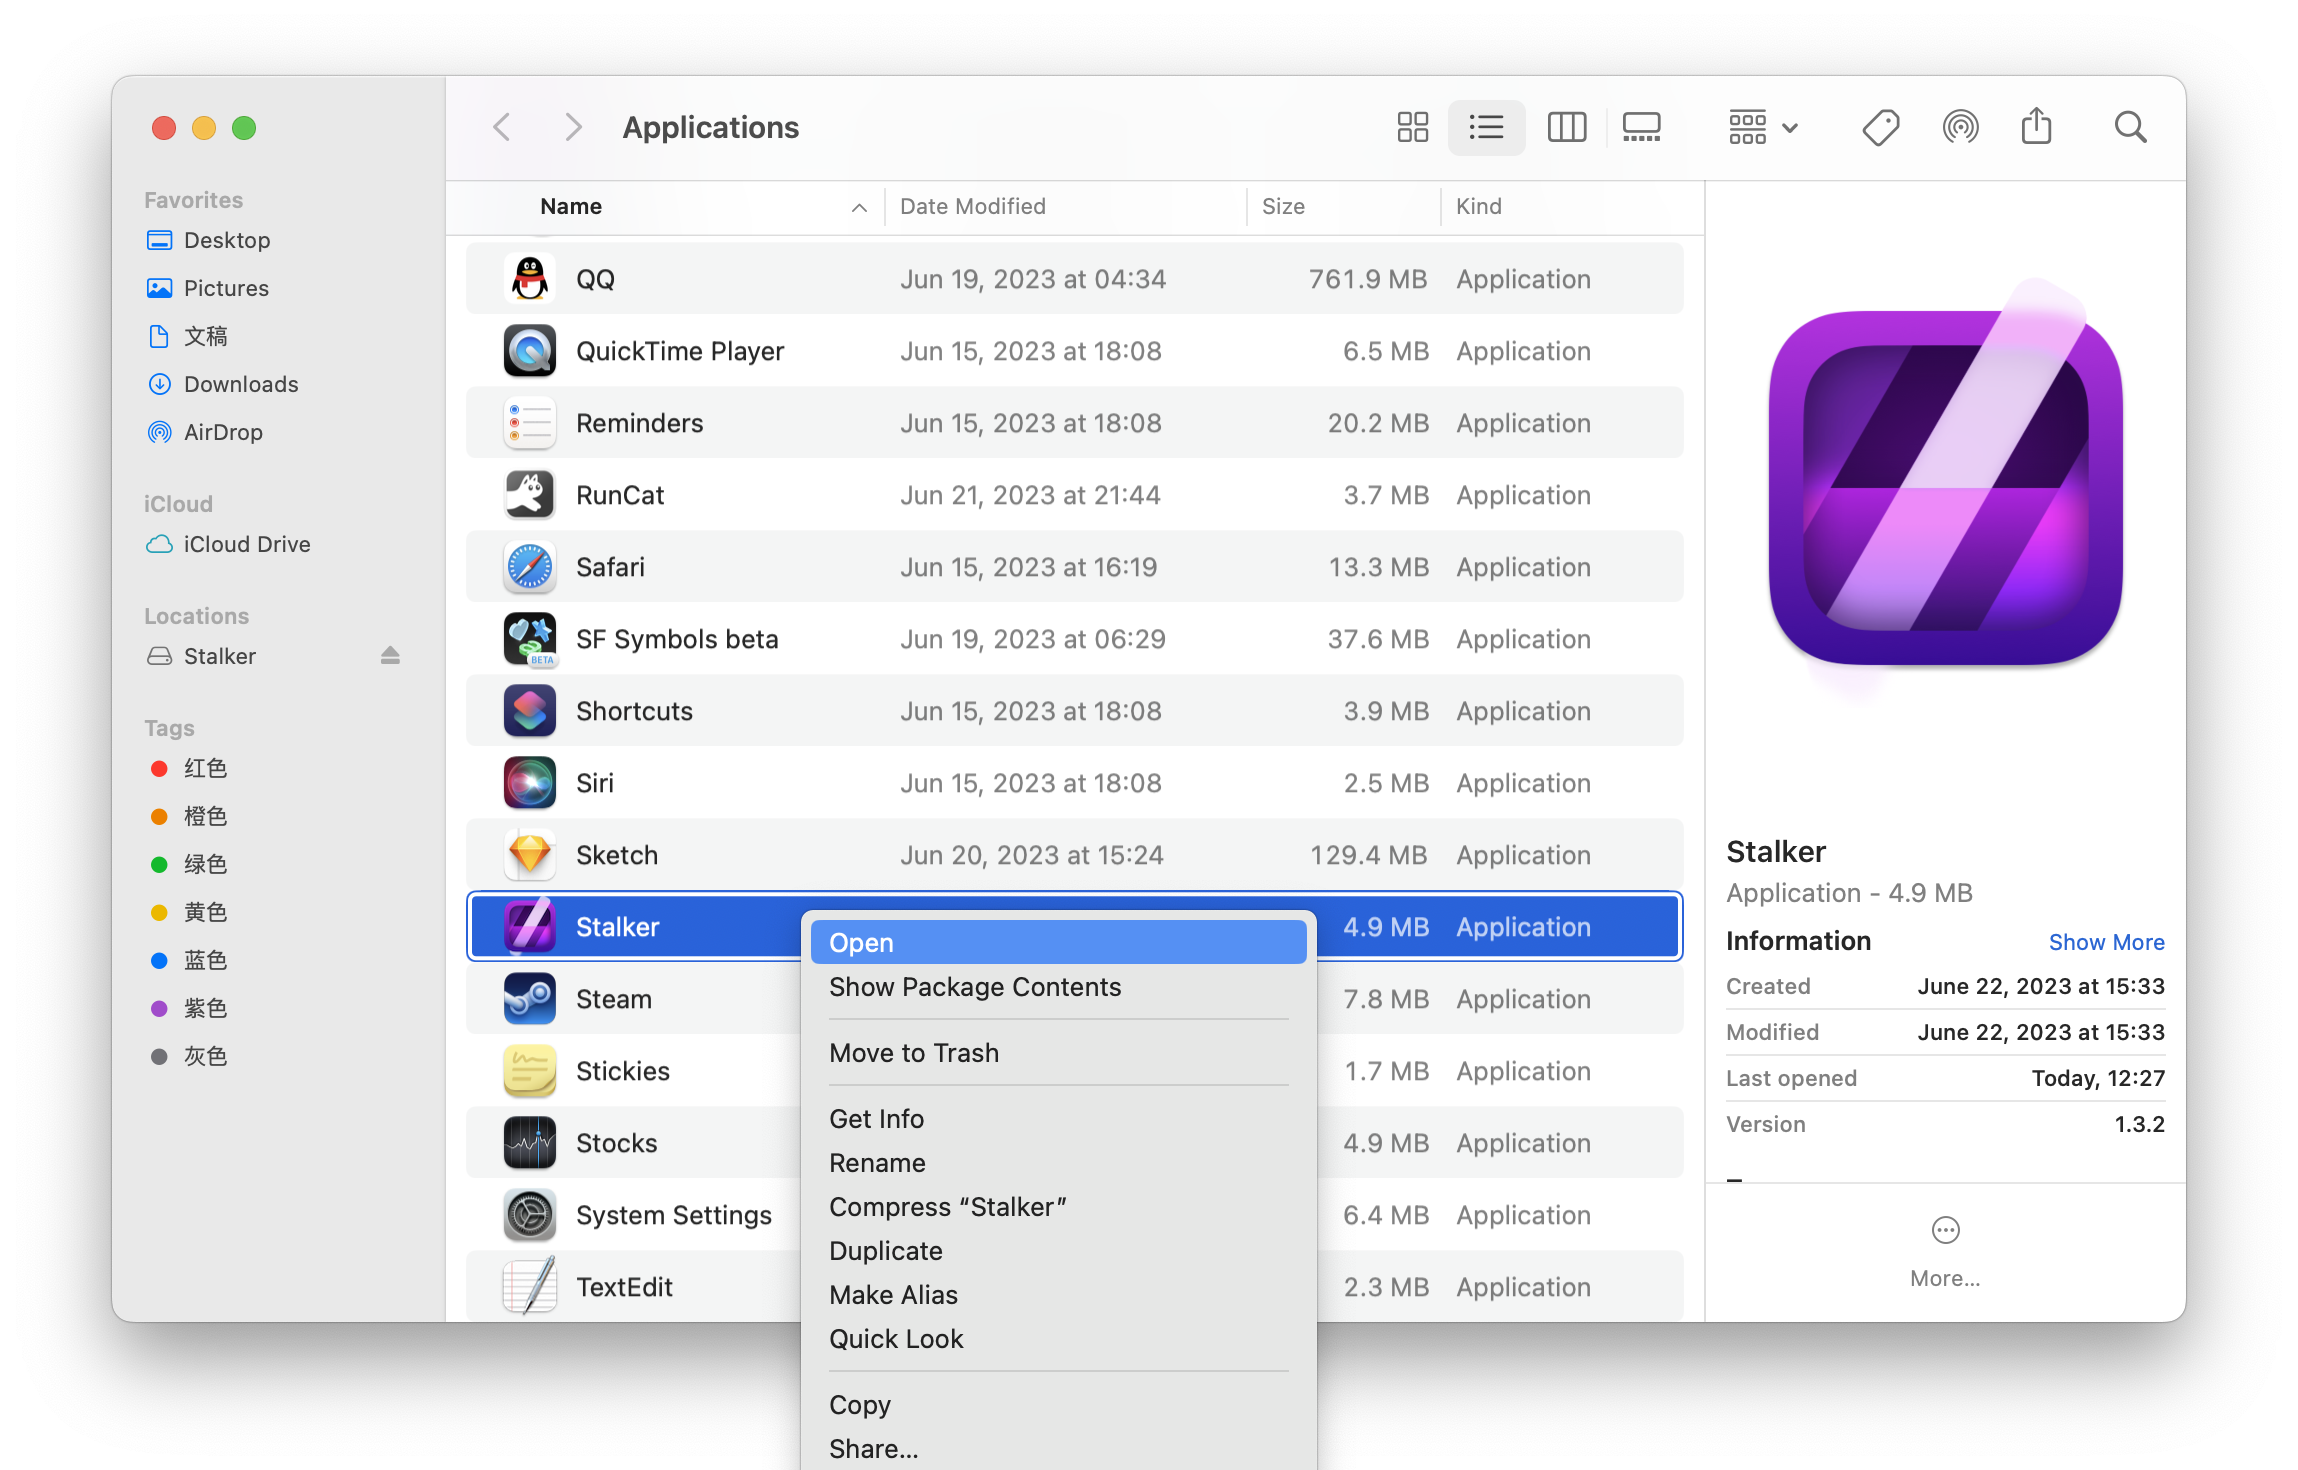 Applications
Favorites
Desktop
Pictures
文稿
Downloads
AirDrop
iCloud
iCloud Drive
Locations
Stalker
Tags
红色
橙色
绿色
黄色
蓝色
紫色
灰色
Name Date Modified Size Kind
QQ Jun 19, 2023 at 04:34 761.9 MB Application
QuickTime Player Jun 15, 2023 at 18:08 6.5 MB Application
Reminders Jun 15, 2023 at 18:08 20.2 MB Application
RunCat Jun 21, 2023 at 21:44 3.7 MB Application
Safari Jun 15, 2023 at 16:19 13.3 MB Application
SF Symbols beta Jun 19, 2023 at 06:29 37.6 MB Application
BETA
Shortcuts Jun 15, 2023 at 18:08 3.9 MB Application
Siri Jun 15, 2023 at 18:08 2.5 MB Application
Sketch Jun 20, 2023 at 15:24 129.4 MB Application
Stalker 4.9 MB Application
Steam 7.8 MB Application
Stickies 1.7 MB Application
Stocks 4.9 MB Application
System Settings 6.4 MB Application
TextEdit 2.3 MB Application
Open
Show Package Contents
Move to Trash
Get Info
Rename
Compress “Stalker”
Duplicate
Make Alias
Quick Look
Copy
Share...
Stalker
Application - 4.9 MB
Information Show More
Created June 22, 2023 at 15:33
Modified June 22, 2023 at 15:33
Last opened Today, 12:27
Version 1.3.2
More...